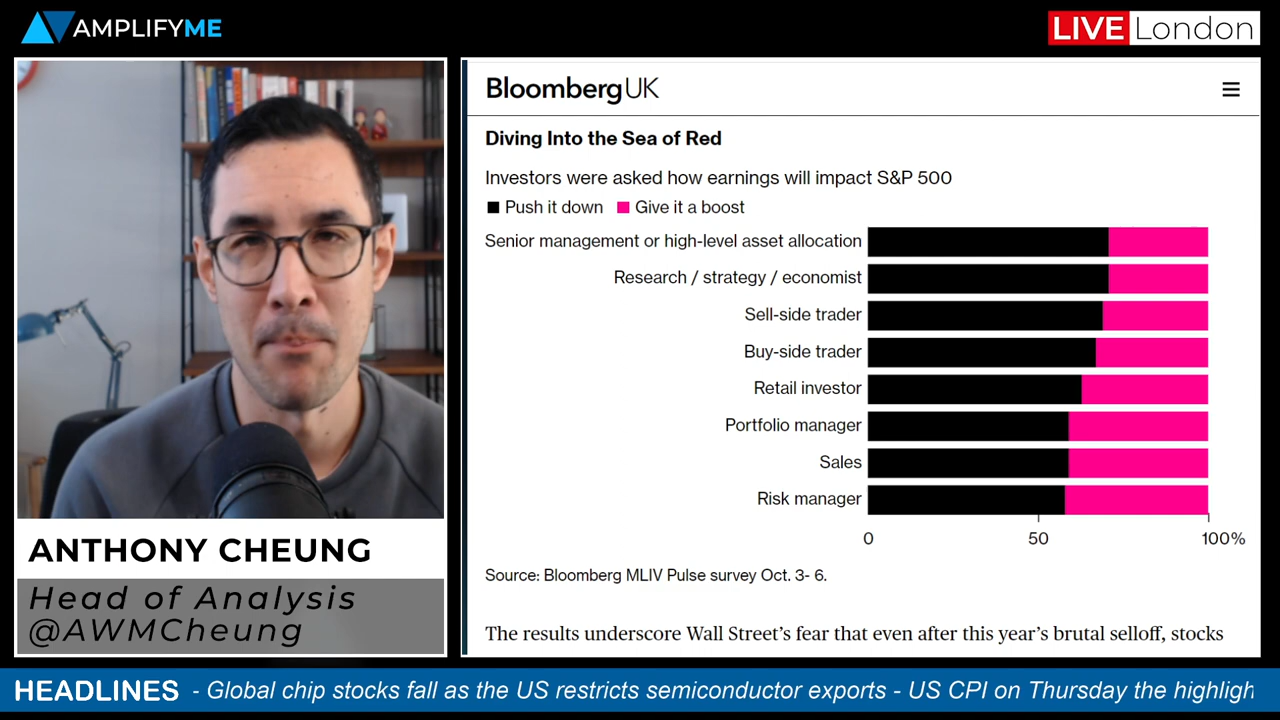 AMPLIFYME
LIVE London
BloombergUK
Diving Into the Sea of Red
Investors were asked how earnings will impact S&P 500
Push it down Give it a boost
Senior management or high-level asset allocation
Research / strategy / economist
Sell-side trader
Buy-side trader
Retail investor
Portfolio manager
Sales
Risk manager
0 50 100%
Source: Bloomberg MLIV Pulse survey Oct. 3- 6.
The results underscore Wall Street’s fear that even after this year’s brutal selloff, stocks
ANTHONY CHEUNG
Head of Analysis
@AWMCheung
HEADLINES - Global chip stocks fall as the US restricts semiconductor exports - US CPI on Thursday the highligh